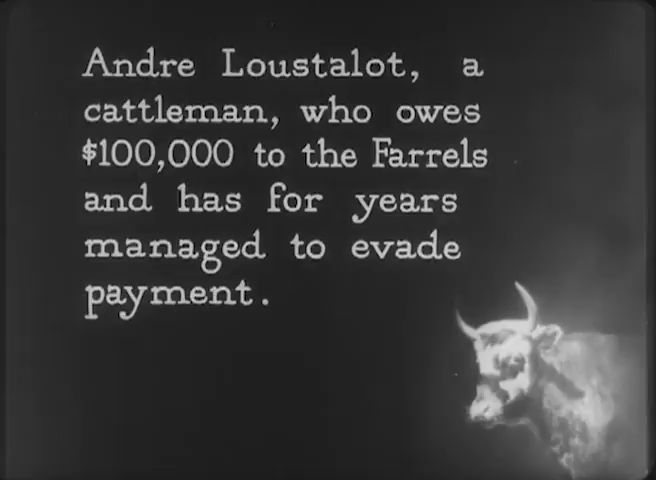 Andre Loustalot, a
cattleman, who owes
$100,000 to the Farrels
and has for years
managed to evade
payment.